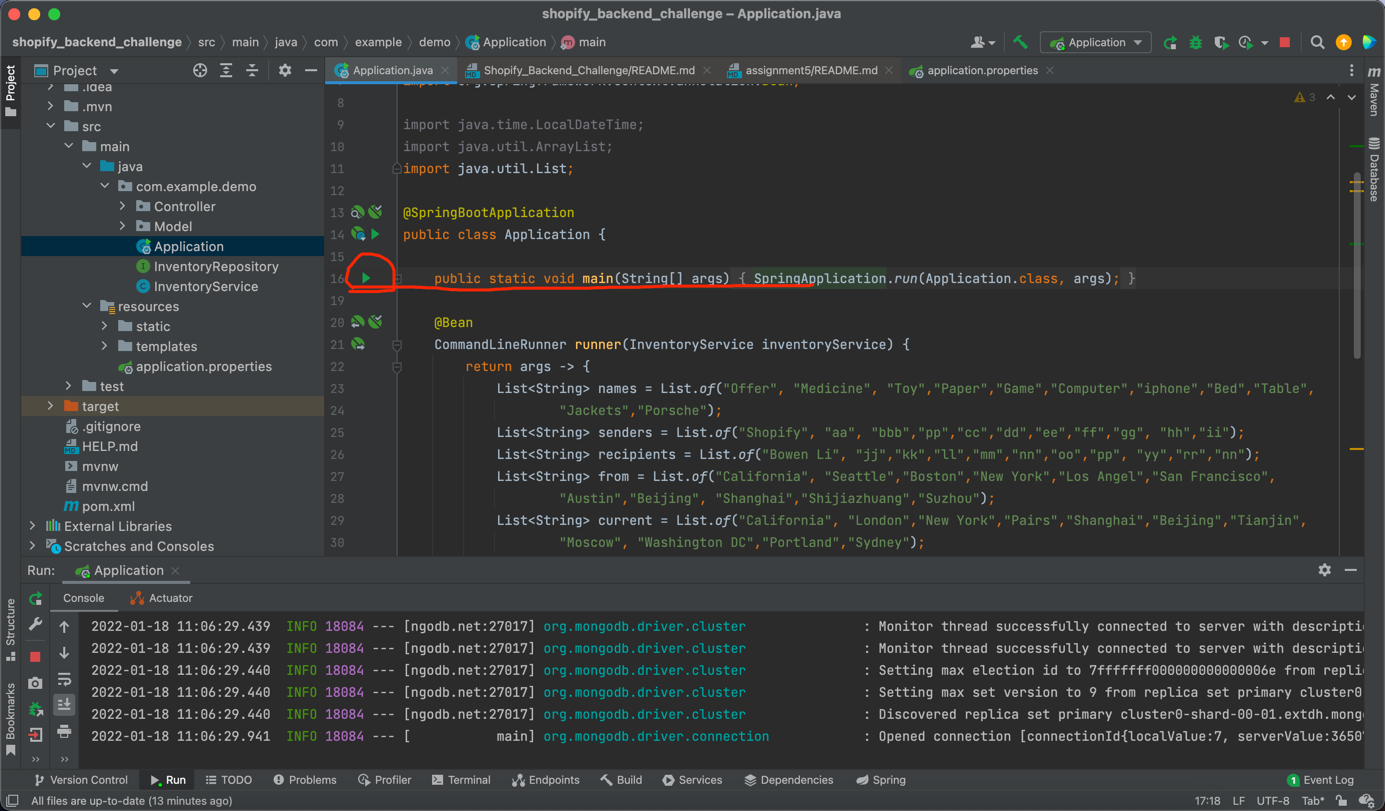 shopify_backend_challenge – Application.java
shopify_backend_challenge src main java com example demo Application main
Application
Project
Application.java
Shopify_Backend_Challenge/README.md
assignment5/README.md
application.properties
Project
.idea
.mvn
src
main
java
com.example.demo
Controller
Model
Application
InventoryRepository
InventoryService
resources
static
templates
application.properties
test
target
.gitignore
HELP.md
mvnw
mvnw.cmd
pom.xml
External Libraries
Scratches and Consoles
3
8
9 import java.time.LocalDateTime;
10 import java.util.ArrayList;
11 import java.util.List;
12
13 @SpringBootApplication
14 public class Application {
15
16 public static void main(String[] args) { SpringApplication.run(Application.class, args); }
19
20 @Bean
21 CommandLineRunner runner(InventoryService inventoryService) {
22 return args -> {
23 List<String> names = List.of("Offer", "Medicine", "Toy","Paper","Game","Computer","iphone","Bed","Table",
24 "Jackets","Porsche");
25 List<String> senders = List.of("Shopify", "aa", "bbb","pp","cc","dd","ee","ff","gg", "hh","ii");
26 List<String> recipients = List.of("Bowen Li", "jj","kk","ll","mm","nn","oo","pp", "yy","rr","nn");
27 List<String> from = List.of("California", "Seattle","Boston","New York","Los Angel","San Francisco",
28 "Austin","Beijing", "Shanghai","Shijiazhuang","Suzhou");
29 List<String> current = List.of("California", "London","New York","Pairs","Shanghai","Beijing","Tianjin",
30 "Moscow", "Washington DC","Portland","Sydney");
Maven
Database
Structure
Bookmarks
Run: Application
Console Actuator
2022-01-18 11:06:29.439 INFO 18084 --- [ngodb.net:27017] org.mongodb.driver.cluster : Monitor thread successfully connected to server with descripti
2022-01-18 11:06:29.439 INFO 18084 --- [ngodb.net:27017] org.mongodb.driver.cluster : Monitor thread successfully connected to server with descripti
2022-01-18 11:06:29.440 INFO 18084 --- [ngodb.net:27017] org.mongodb.driver.cluster : Setting max election id to 7fffffff000000000000006e from repli
2022-01-18 11:06:29.440 INFO 18084 --- [ngodb.net:27017] org.mongodb.driver.cluster : Setting max set version to 9 from replica set primary cluster0
2022-01-18 11:06:29.440 INFO 18084 --- [ngodb.net:27017] org.mongodb.driver.cluster : Discovered replica set primary cluster0-shard-00-01.extdh.mong
2022-01-18 11:06:29.941 INFO 18084 --- [ main] org.mongodb.driver.connection : Opened connection [connectionId{localValue:7, serverValue:3650
Version Control Run TODO Problems Profiler Terminal Endpoints Build Services Dependencies Spring 1 Event Log
All files are up-to-date (13 minutes ago) 17:18 LF UTF-8 Tab*